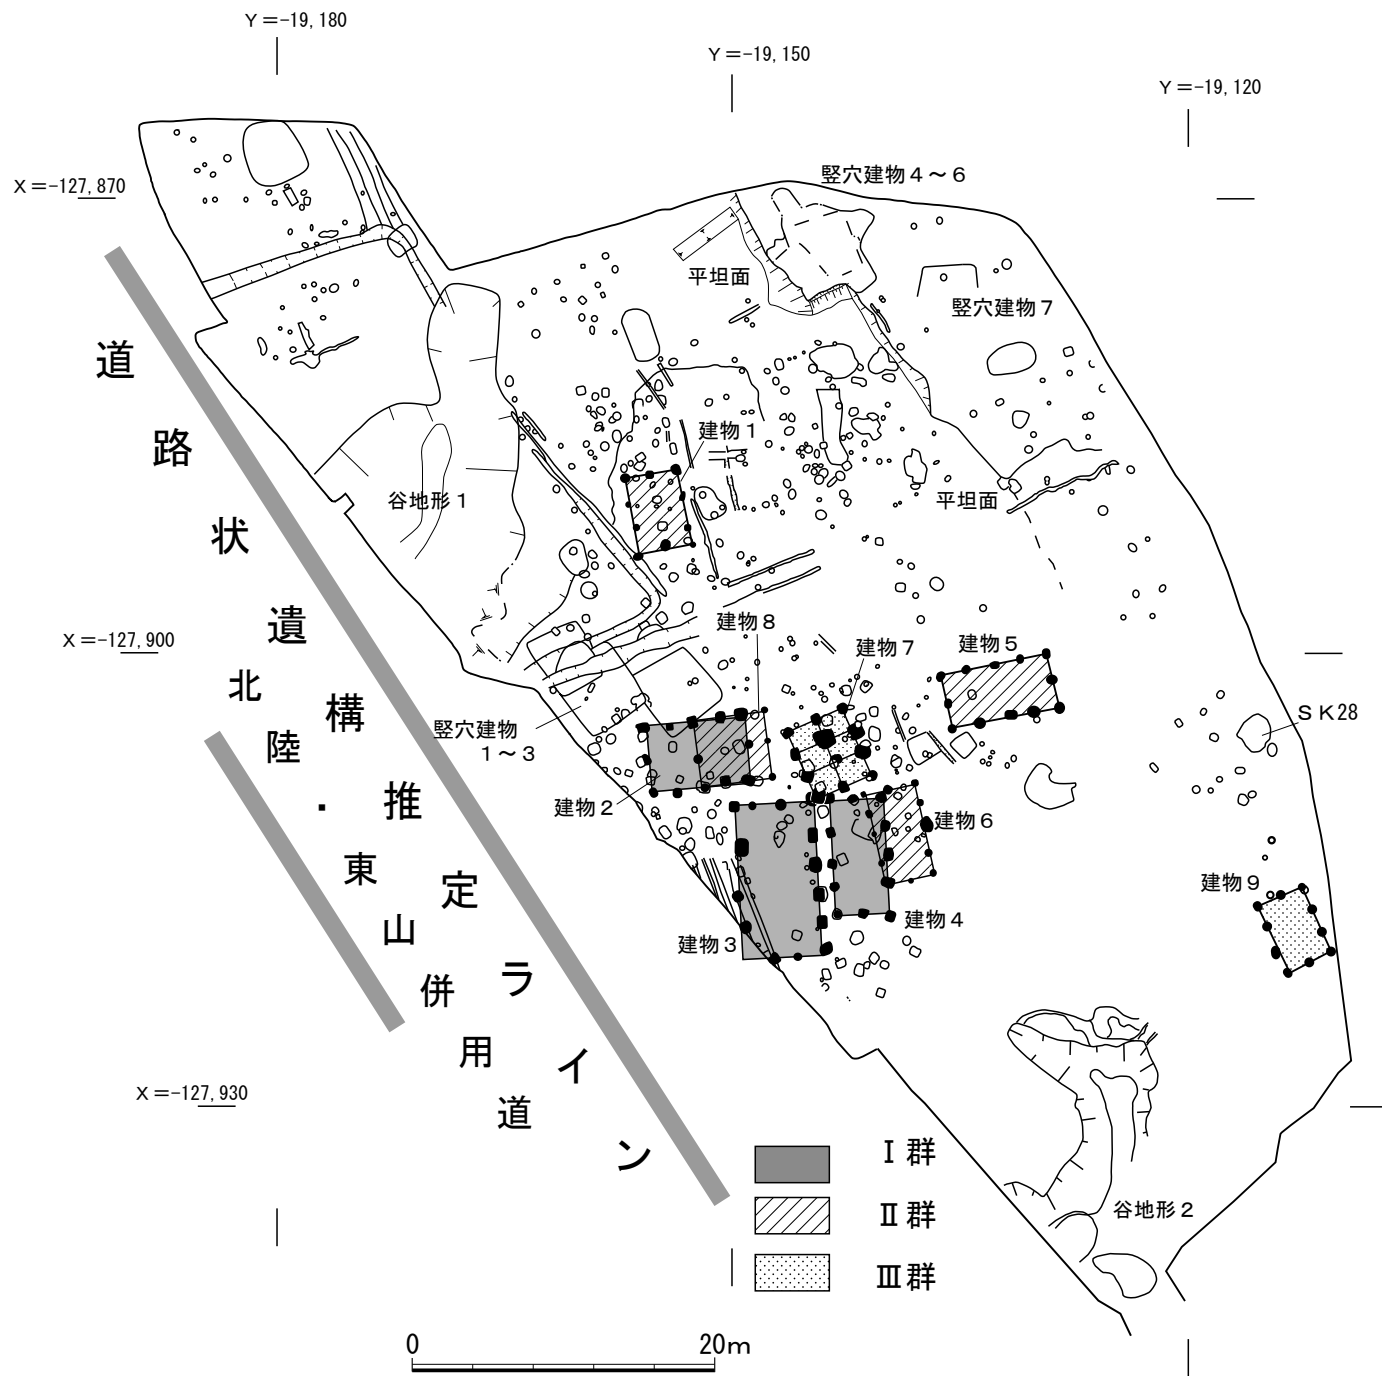 Y＝-19,180
Y＝-19,150
Y＝-19,120
X＝-127,870
竪穴建物４～６
平坦面
竪穴建物７
建物１
谷地形１
平坦面
X＝-127,900
建物８
建物７
建物５
ＳＫ28
竪穴建物
１～３
建物２
建物６
建物９
建物４
建物３
道路状遺構推定ライン
北陸・東山併用道
X＝-127,930
Ⅰ群
Ⅱ群
Ⅲ群
谷地形２
0 20m